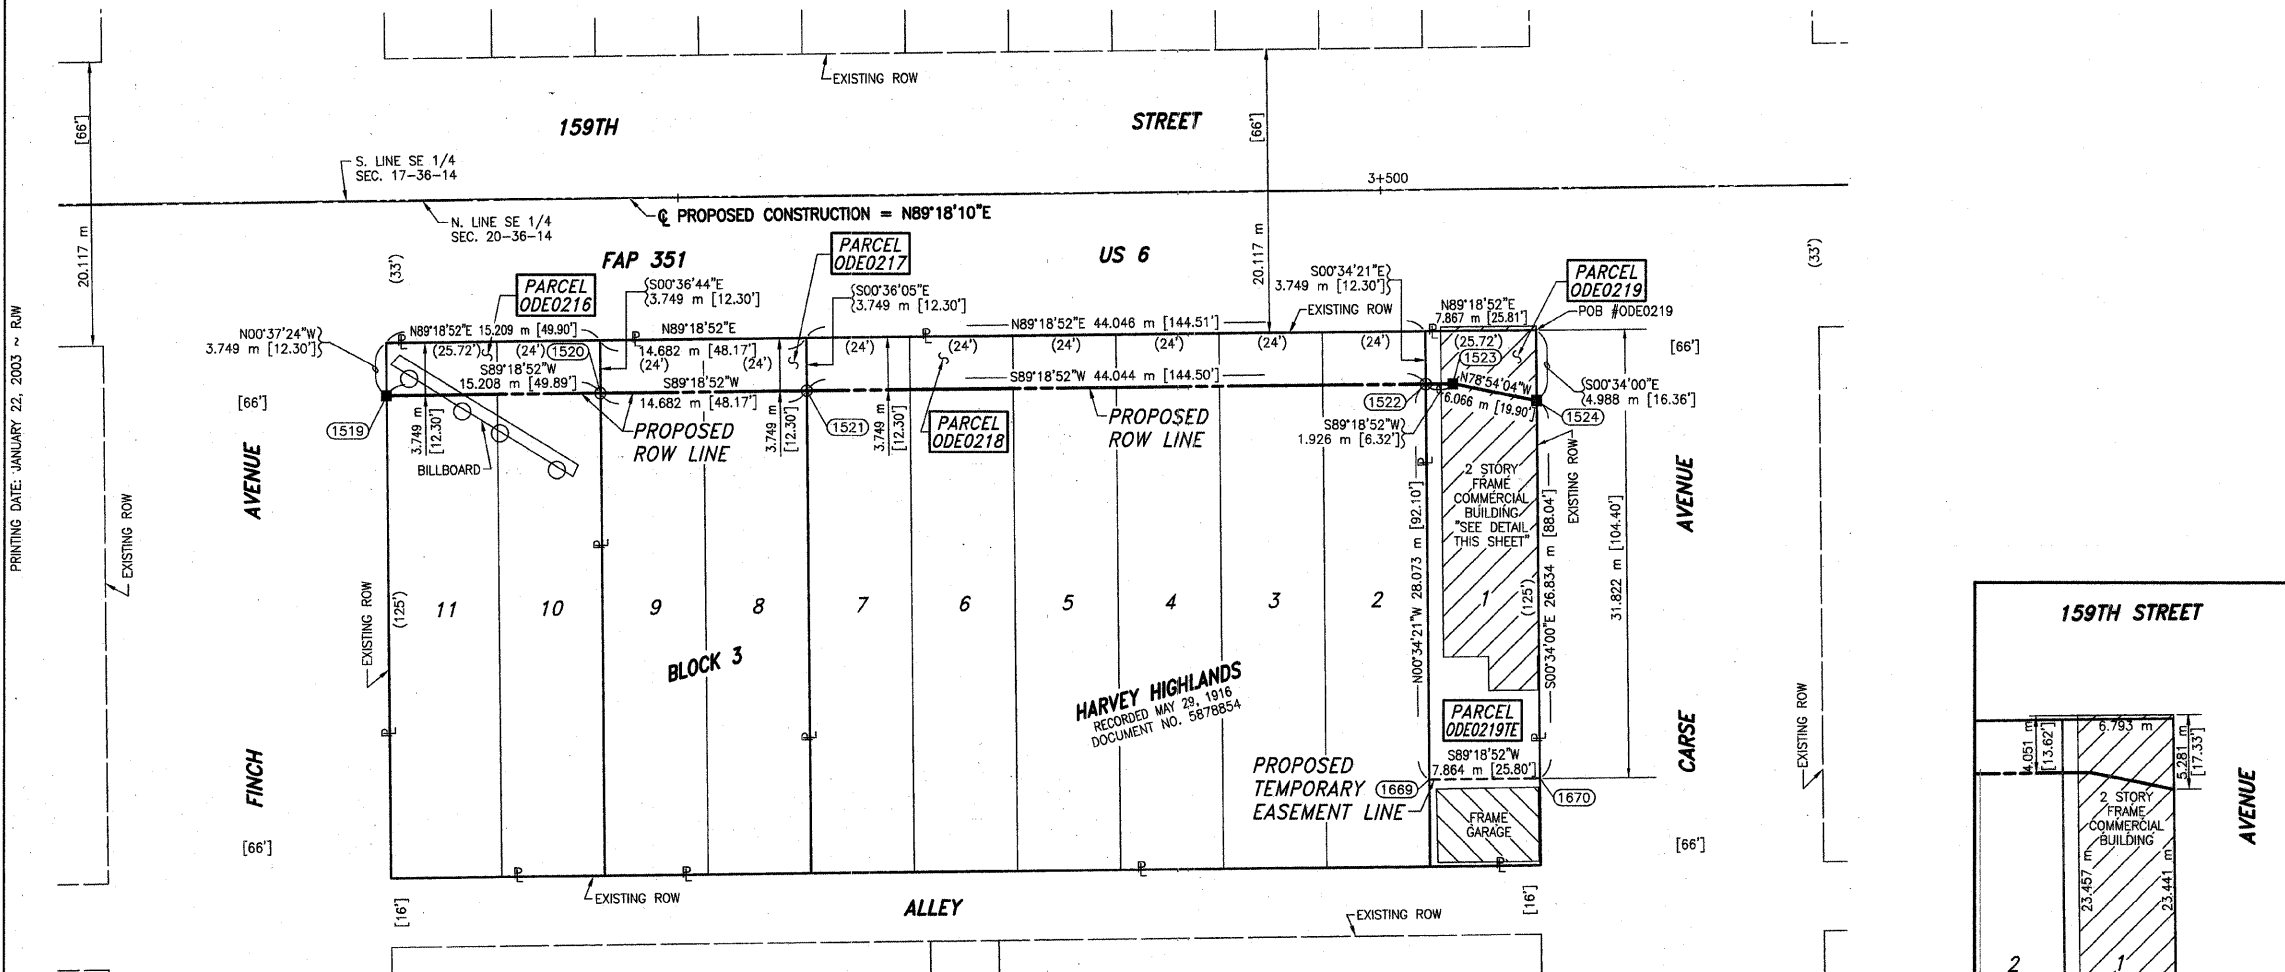 PRINTING DATE: JANUARY 22, 2003 ~ RJW
EXISTING ROW
159TH
STREET
[66']
[66']
S. LINE SE 1/4
SEC. 17-36-14
3+500
N. LINE SE 1/4
SEC. 20-36-14
℄ PROPOSED CONSTRUCTION = N89°18'10"E
20.117 m
20.117 m
(33')
(33')
FAP 351
US 6
PARCEL
0DE0216
PARCEL
0DE0217
PARCEL
0DE0219
POB #0DE0219
S00°36'44"E
3.749 m [12.30']
S00°36'05"E
3.749 m [12.30']
S00°34'21"E
3.749 m [12.30']
EXISTING ROW
N89°18'52"E
7.867 m [25.81']
N00°37'24"W
3.749 m [12.30']
N89°18'52"E 15.209 m [49.90']
N89°18'52"E
14.682 m [48.17']
N89°18'52"E 44.046 m [144.51']
(25.72')
(24')
1520
(24')
(24')
(24')
(24')
(24')
(24')
(24')
(24')
(25.72')
1523
S89°18'52"W
15.208 m [49.89']
S89°18'52"W
14.682 m [48.17']
S89°18'52"W 44.044 m [144.50']
N78°54'04"W
6.066 m [19.90']
S00°34'00"E
4.988 m [16.36']
[66']
[66']
1519
3.749 m
[12.30']
BILLBOARD
PROPOSED
ROW LINE
3.749 m
[12.30']
1521
3.749 m
[12.30']
PARCEL
0DE0218
PROPOSED
ROW LINE
1522
1524
S89°18'52"W
1.926 m [6.32']
2 STORY
FRAME
COMMERCIAL
BUILDING
"SEE DETAIL
THIS SHEET"
EXISTING ROW
AVENUE
AVENUE
EXISTING ROW
EXISTING ROW
(125')
11
10
9
8
7
6
5
4
3
2
1
(125')
N00°34'21"W 28.073 m [92.10']
S00°34'00"E 26.834 m [88.04']
31.822 m [104.40']
BLOCK 3
HARVEY HIGHLANDS
RECORDED MAY 29, 1916
DOCUMENT NO. 5878854
PARCEL
0DE0219TE
S89°18'52"W
7.864 m [25.80']
PROPOSED
TEMPORARY
EASEMENT LINE
1669
1670
FRAME
GARAGE
FINCH
CARSE
EXISTING ROW
[66']
[66']
EXISTING ROW
[16']
ALLEY
EXISTING ROW
[16']
159TH STREET
4.051 m
[13.62']
6.793 m
5.281 m
[17.33']
2 STORY
FRAME
COMMERCIAL
BUILDING
23.457 m
23.441 m
AVENUE
2
1